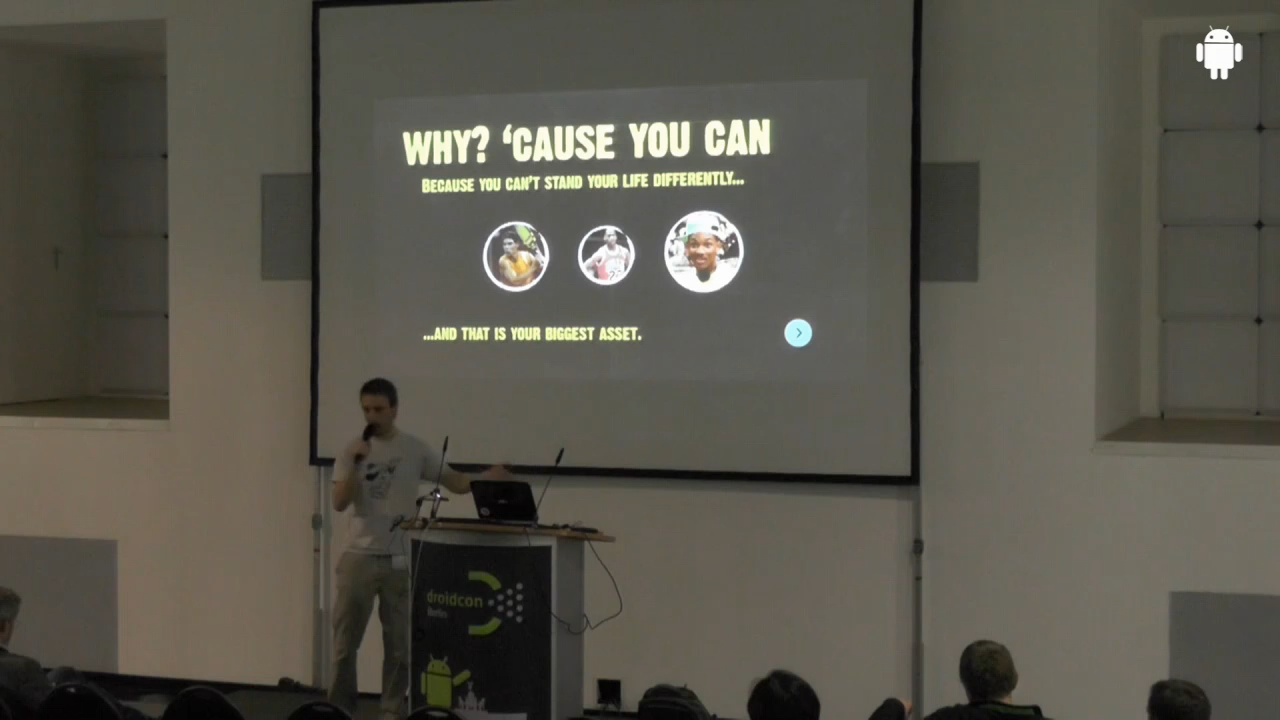 WHY? ‘CAUSE YOU CAN
BECAUSE YOU CAN'T STAND YOUR LIFE DIFFERENTLY...
...AND THAT IS YOUR BIGGEST ASSET.
droidcon
Berlin